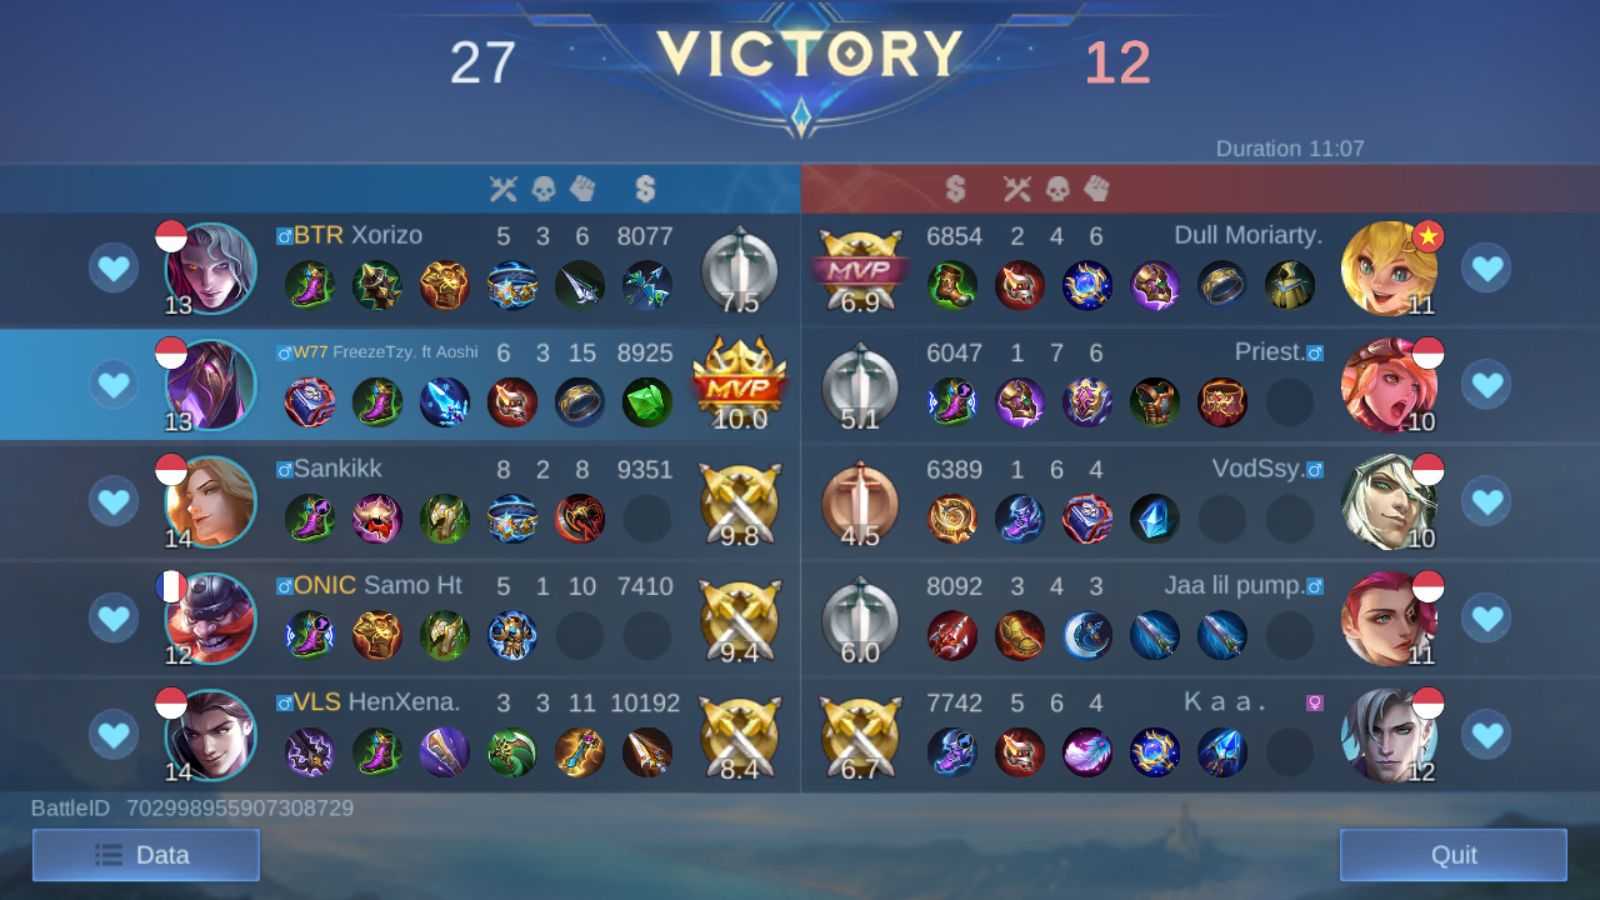 27 VICTORY 12
Duration 11:07
BTR Xorizo 5 3 6 8077 7.5 13
MVP 6.9 6854 2 4 6 Dull Moriarty. 11
W77 FreezeTzy. ft Aoshi 6 3 15 8925 MVP 10.0 13
5.1 6047 1 7 6 Priest. 10
Sankikk 8 2 8 9351 9.8 14
4.5 6389 1 6 4 VodSsy. 10
ONIC Samo Ht 5 1 10 7410 9.4 12
6.0 8092 3 4 3 Jaa lil pump. 11
VLS HenXena. 3 3 11 10192 8.4 14
6.7 7742 5 6 4 K a a . 12
BattleID 702998955907308729
Data
Quit